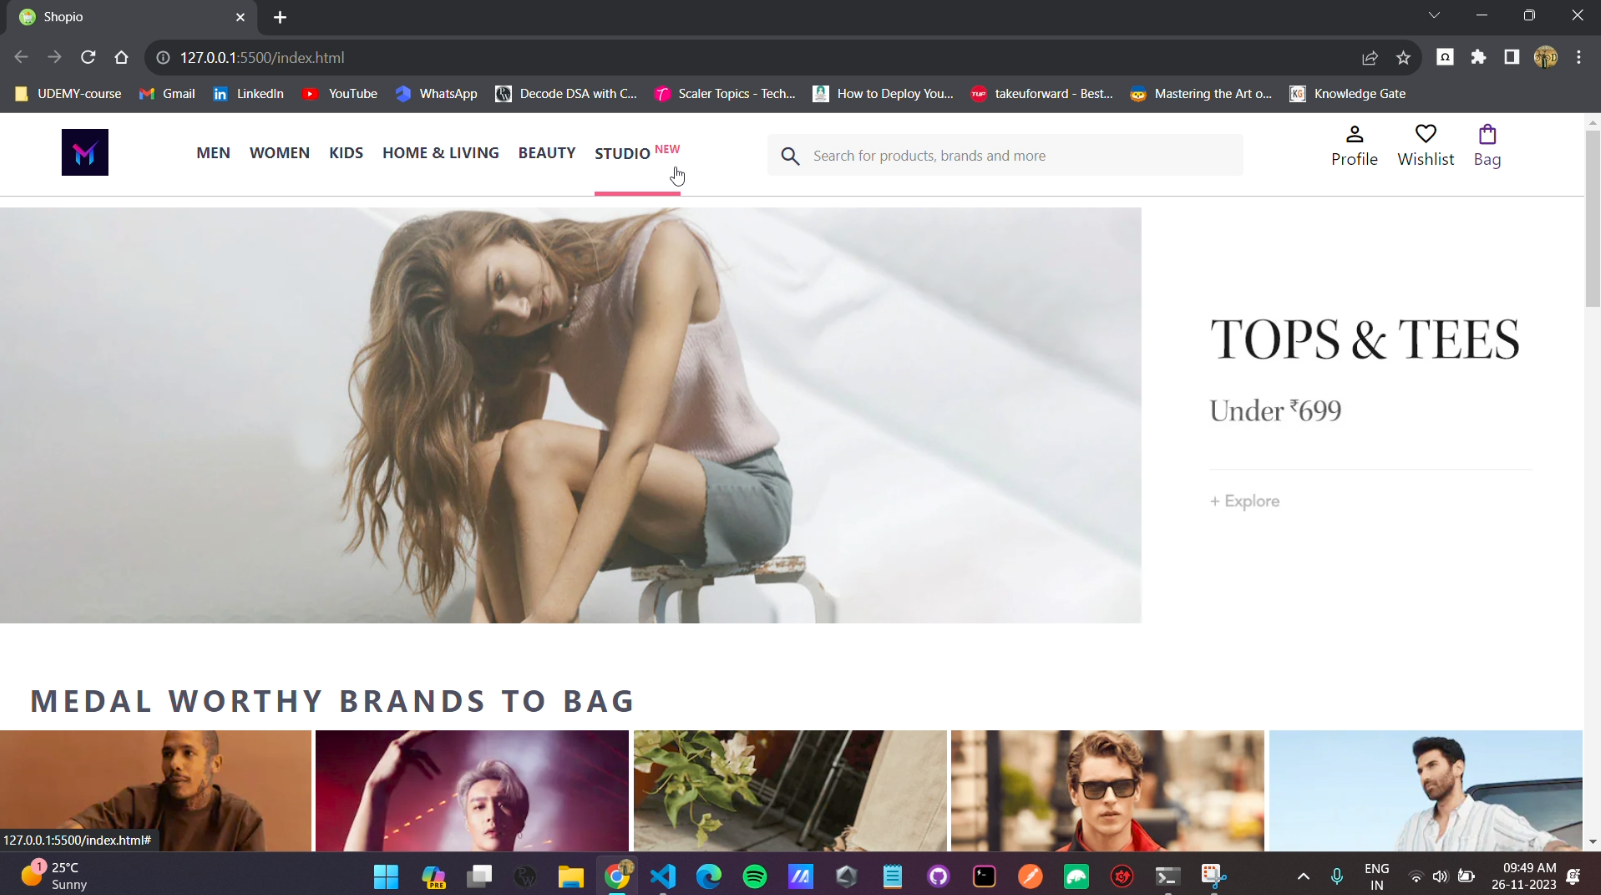 Shopio
127.0.0.1:5500/index.html
UDEMY-course
Gmail
LinkedIn
YouTube
WhatsApp
Decode DSA with C...
Scaler Topics - Tech...
How to Deploy You...
takeuforward - Best...
Mastering the Art o...
Knowledge Gate
MEN
WOMEN
KIDS
HOME & LIVING
BEAUTY
STUDIO NEW
Search for products, brands and more
Profile
Wishlist
Bag
TOPS & TEES
Under ₹699
+ Explore
MEDAL WORTHY BRANDS TO BAG
127.0.0.1:5500/index.html#
1
25°C
Sunny
PRE
ENG
IN
09:49 AM
26-11-2023